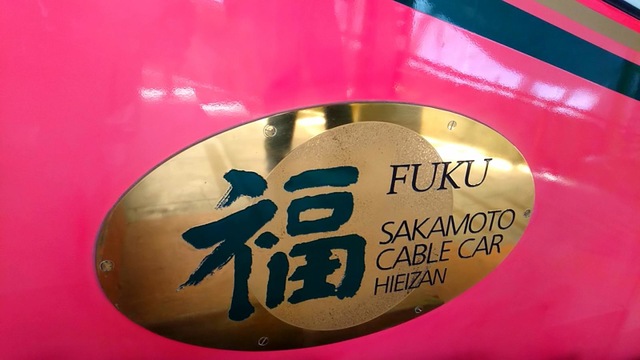 福
FUKU
SAKAMOTO
CABLE CAR
HIEIZAN